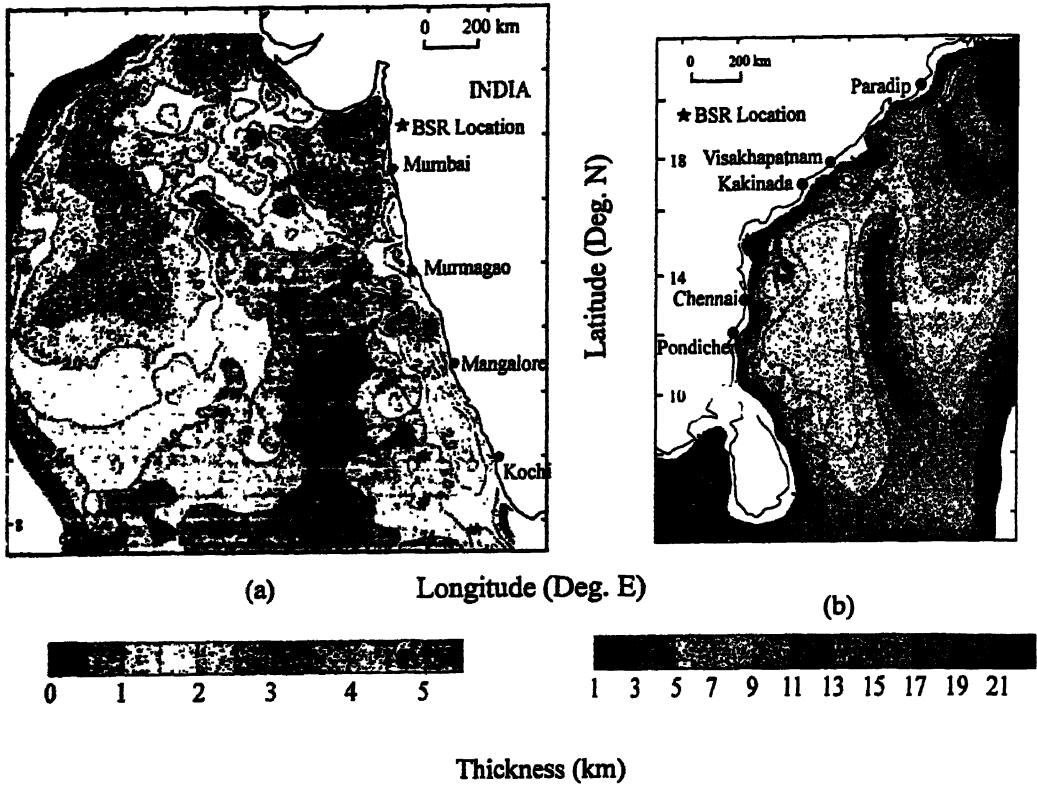 0 200 km
INDIA
★ BSR Location
Mumbai
Murmagao
Mangalore
Kochi
8
(a)
0 200 km
★ BSR Location
Paradip
Visakhapatnam
Kakinada
Chennai
Pondiche
18
14
10
Latitude (Deg. N)
(b)
Longitude (Deg. E)
0 1 2 3 4 5
1 3 5 7 9 11 13 15 17 19 21
Thickness (km)